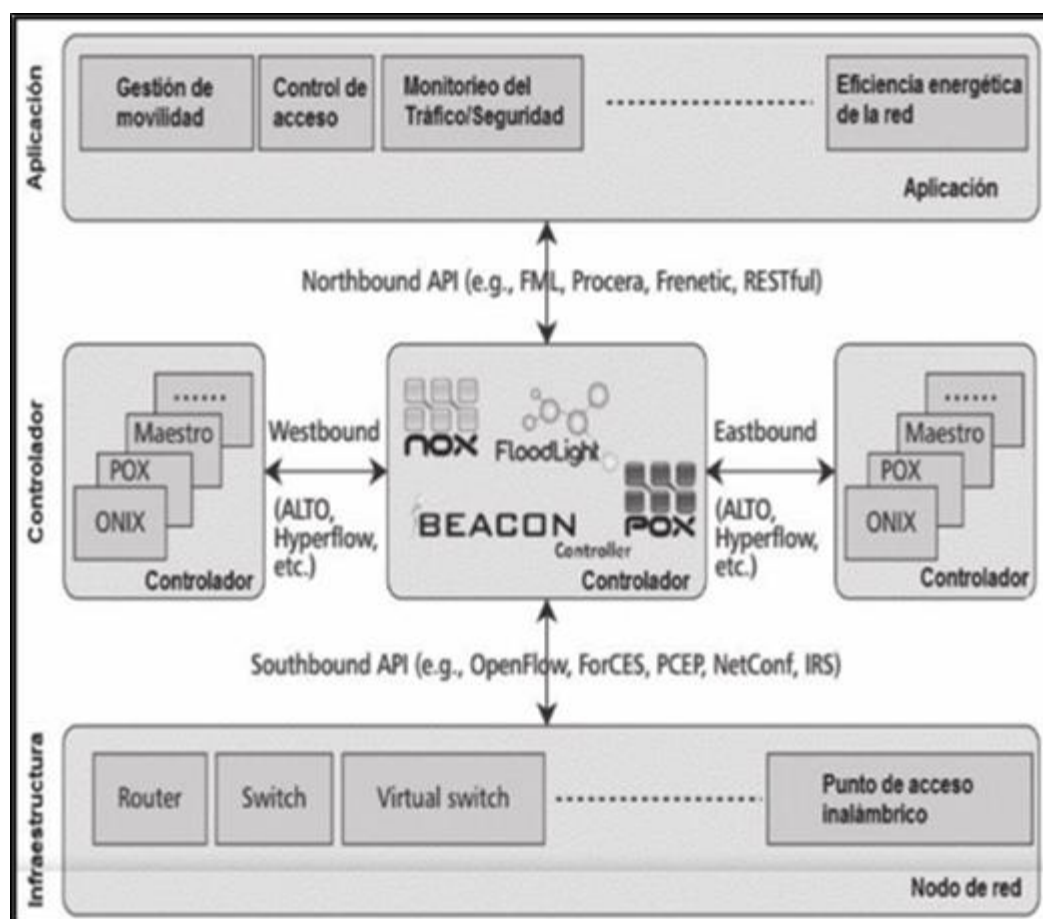 Aplicación
Gestión de
movilidad
Control de
acceso
Monitorieo del
Tráfico/Seguridad
Eficiencia energética
de la red
Aplicación
Northbound API (e.g., FML, Procera, Frenetic, RESTful)
Controlador
......
Maestro
POX
ONIX
Controlador
Westbound
(ALTO,
Hyperflow,
etc.)
nox
FloodLight
BEACON
Controller
POX
Controlador
Eastbound
(ALTO,
Hyperflow,
etc.)
......
Maestro
POX
ONIX
Controlador
Southbound API (e.g., OpenFlow, ForCES, PCEP, NetConf, IRS)
Infraestructura
Router
Switch
Virtual switch
Punto de acceso
inalámbrico
Nodo de red